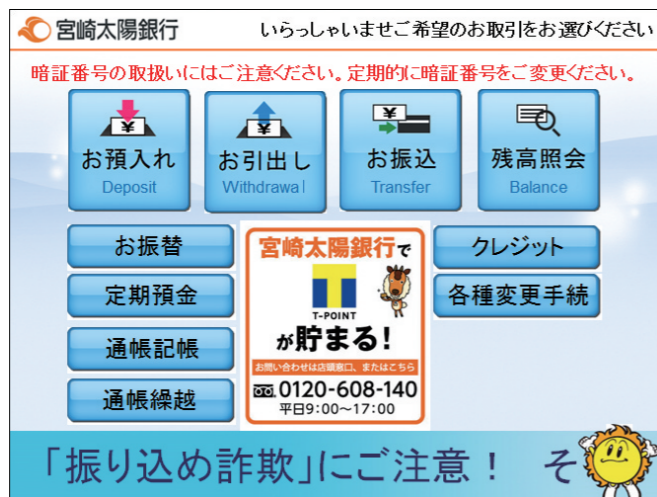 宮崎太陽銀行
いらっしゃいませご希望のお取引をお選びください
暗証番号の取扱いにはご注意ください。定期的に暗証番号をご変更ください。
お預入れ
Deposit
お引出し
Withdrawal
お振込
Transfer
残高照会
Balance
お振替
定期預金
通帳記帳
通帳繰越
宮崎太陽銀行で
T-POINT
が貯まる!
お問い合わせは店頭窓口、またはこちら
0120-608-140
平日9:00〜17:00
クレジット
各種変更手続
「振り込め詐欺」にご注意! そ